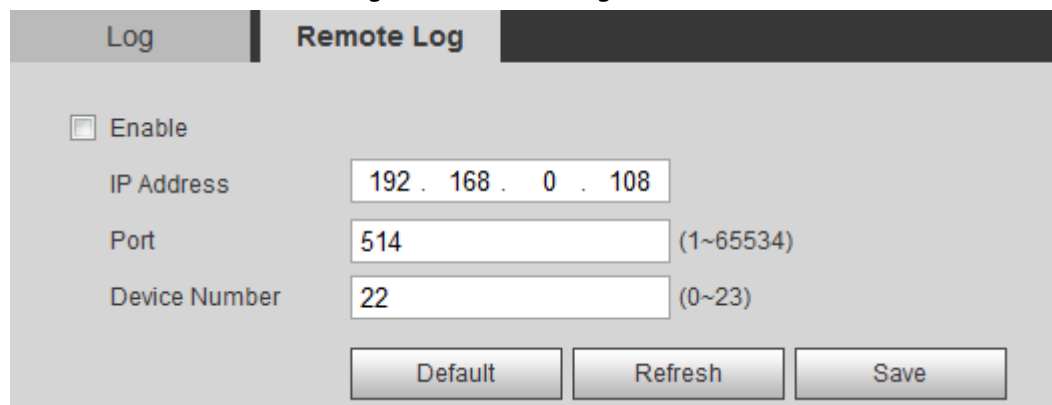 Log Remote Log
Enable
IP Address 192 . 168 . 0 . 108
Port 514 (1~65534)
Device Number 22 (0~23)
Default Refresh Save